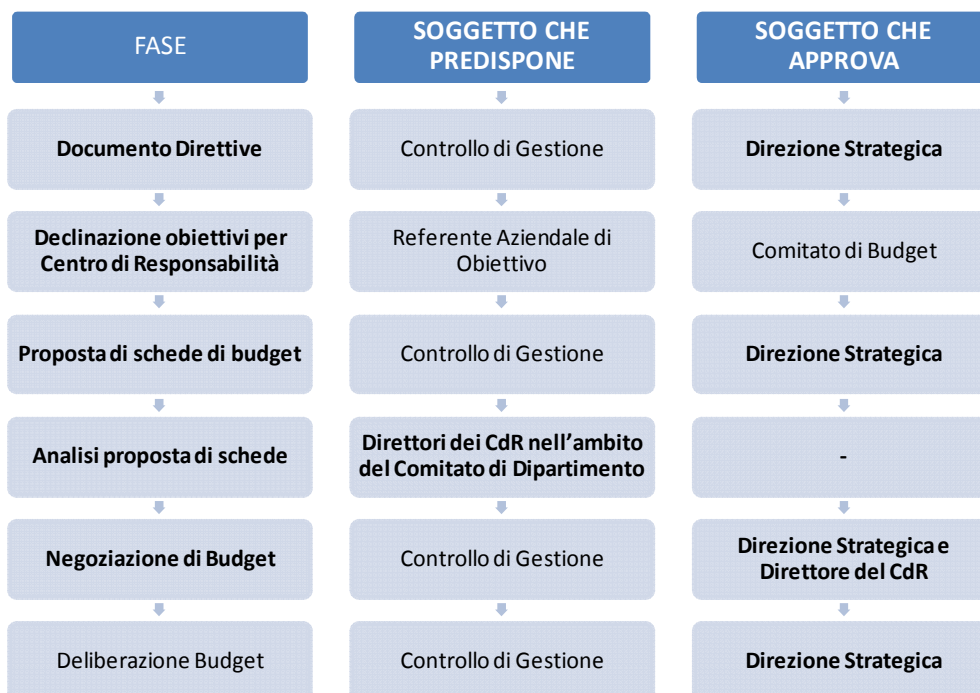 FASE
SOGGETTO CHE
PREDISPONE
SOGGETTO CHE
APPROVA
Documento Direttive
Controllo di Gestione
Direzione Strategica
Declinazione obiettivi per
Centro di Responsabilità
Referente Aziendale di
Obiettivo
Comitato di Budget
Proposta di schede di budget
Controllo di Gestione
Direzione Strategica
Analisi proposta di schede
Direttori dei CdR nell'ambito
del Comitato di Dipartimento
-
Negoziazione di Budget
Controllo di Gestione
Direzione Strategica e
Direttore del CdR
Deliberazione Budget
Controllo di Gestione
Direzione Strategica